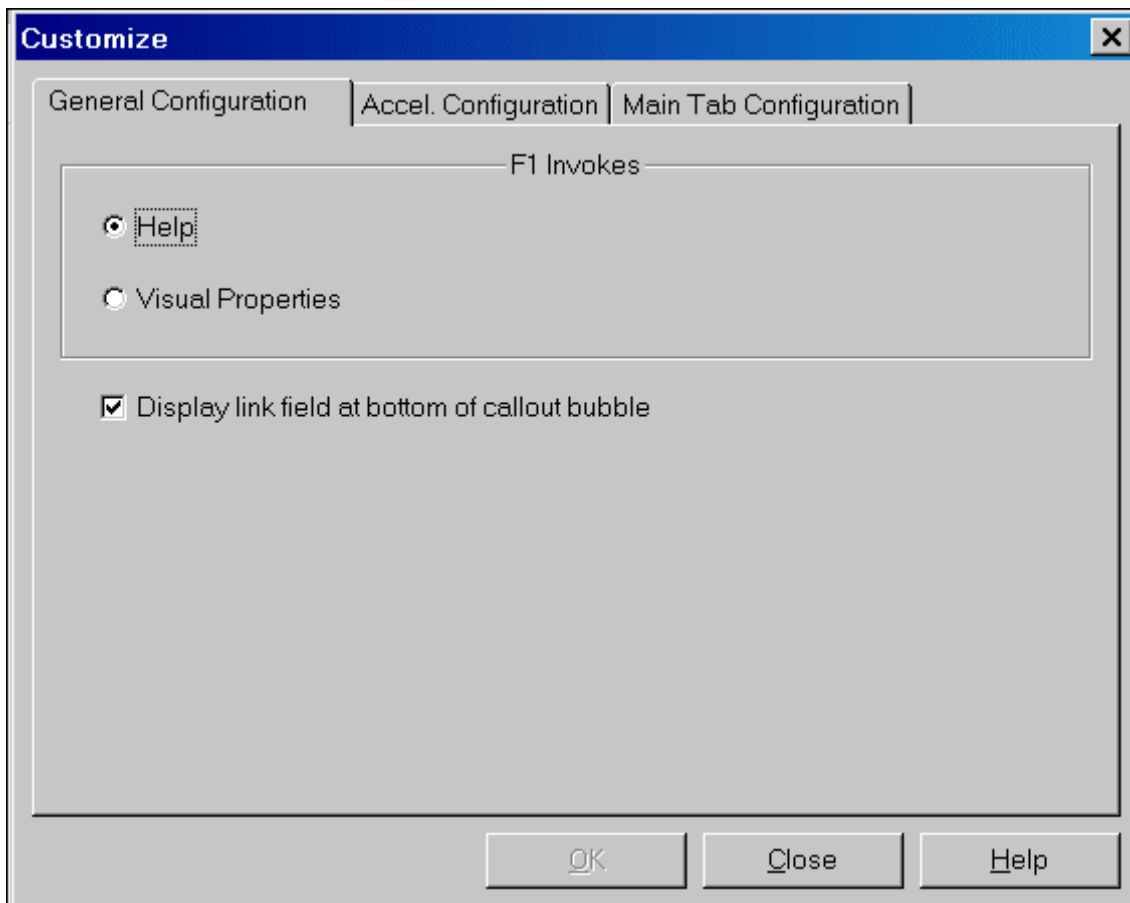 Customize
General Configuration Accel. Configuration Main Tab Configuration
F1 Invokes
Help
Visual Properties
Display link field at bottom of callout bubble
OK Close Help